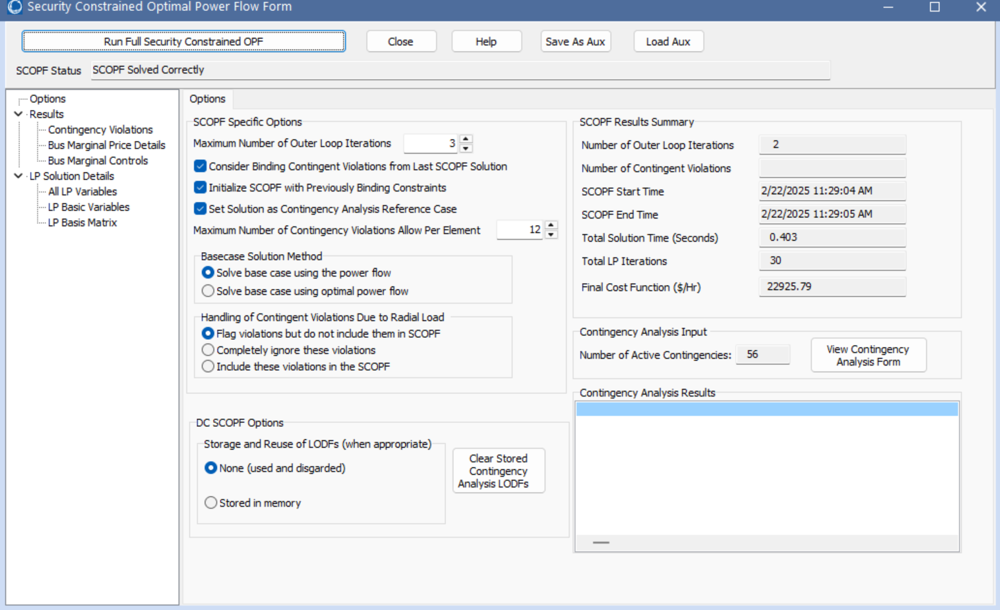 Security Constrained Optimal Power Flow Form
Run Full Security Constrained OPF
Close
Help
Save As Aux
Load Aux
SCOPF Status
SCOPF Solved Correctly
Options
Results
Contingency Violations
Bus Marginal Price Details
Bus Marginal Controls
LP Solution Details
All LP Variables
LP Basic Variables
LP Basis Matrix
Options
SCOPF Specific Options
Maximum Number of Outer Loop Iterations 3
Consider Binding Contingent Violations from Last SCOPF Solution
Initialize SCOPF with Previously Binding Constraints
Set Solution as Contingency Analysis Reference Case
Maximum Number of Contingency Violations Allow Per Element 12
Basecase Solution Method
Solve base case using the power flow
Solve base case using optimal power flow
Handling of Contingent Violations Due to Radial Load
Flag violations but do not include them in SCOPF
Completely ignore these violations
Include these violations in the SCOPF
DC SCOPF Options
Storage and Reuse of LODFs (when appropriate)
None (used and disgarded)
Stored in memory
Clear Stored
Contingency
Analysis LODFs
SCOPF Results Summary
Number of Outer Loop Iterations 2
Number of Contingent Violations
SCOPF Start Time 2/22/2025 11:29:04 AM
SCOPF End Time 2/22/2025 11:29:05 AM
Total Solution Time (Seconds) 0.403
Total LP Iterations 30
Final Cost Function ($/Hr) 22925.79
Contingency Analysis Input
Number of Active Contingencies: 56
View Contingency
Analysis Form
Contingency Analysis Results